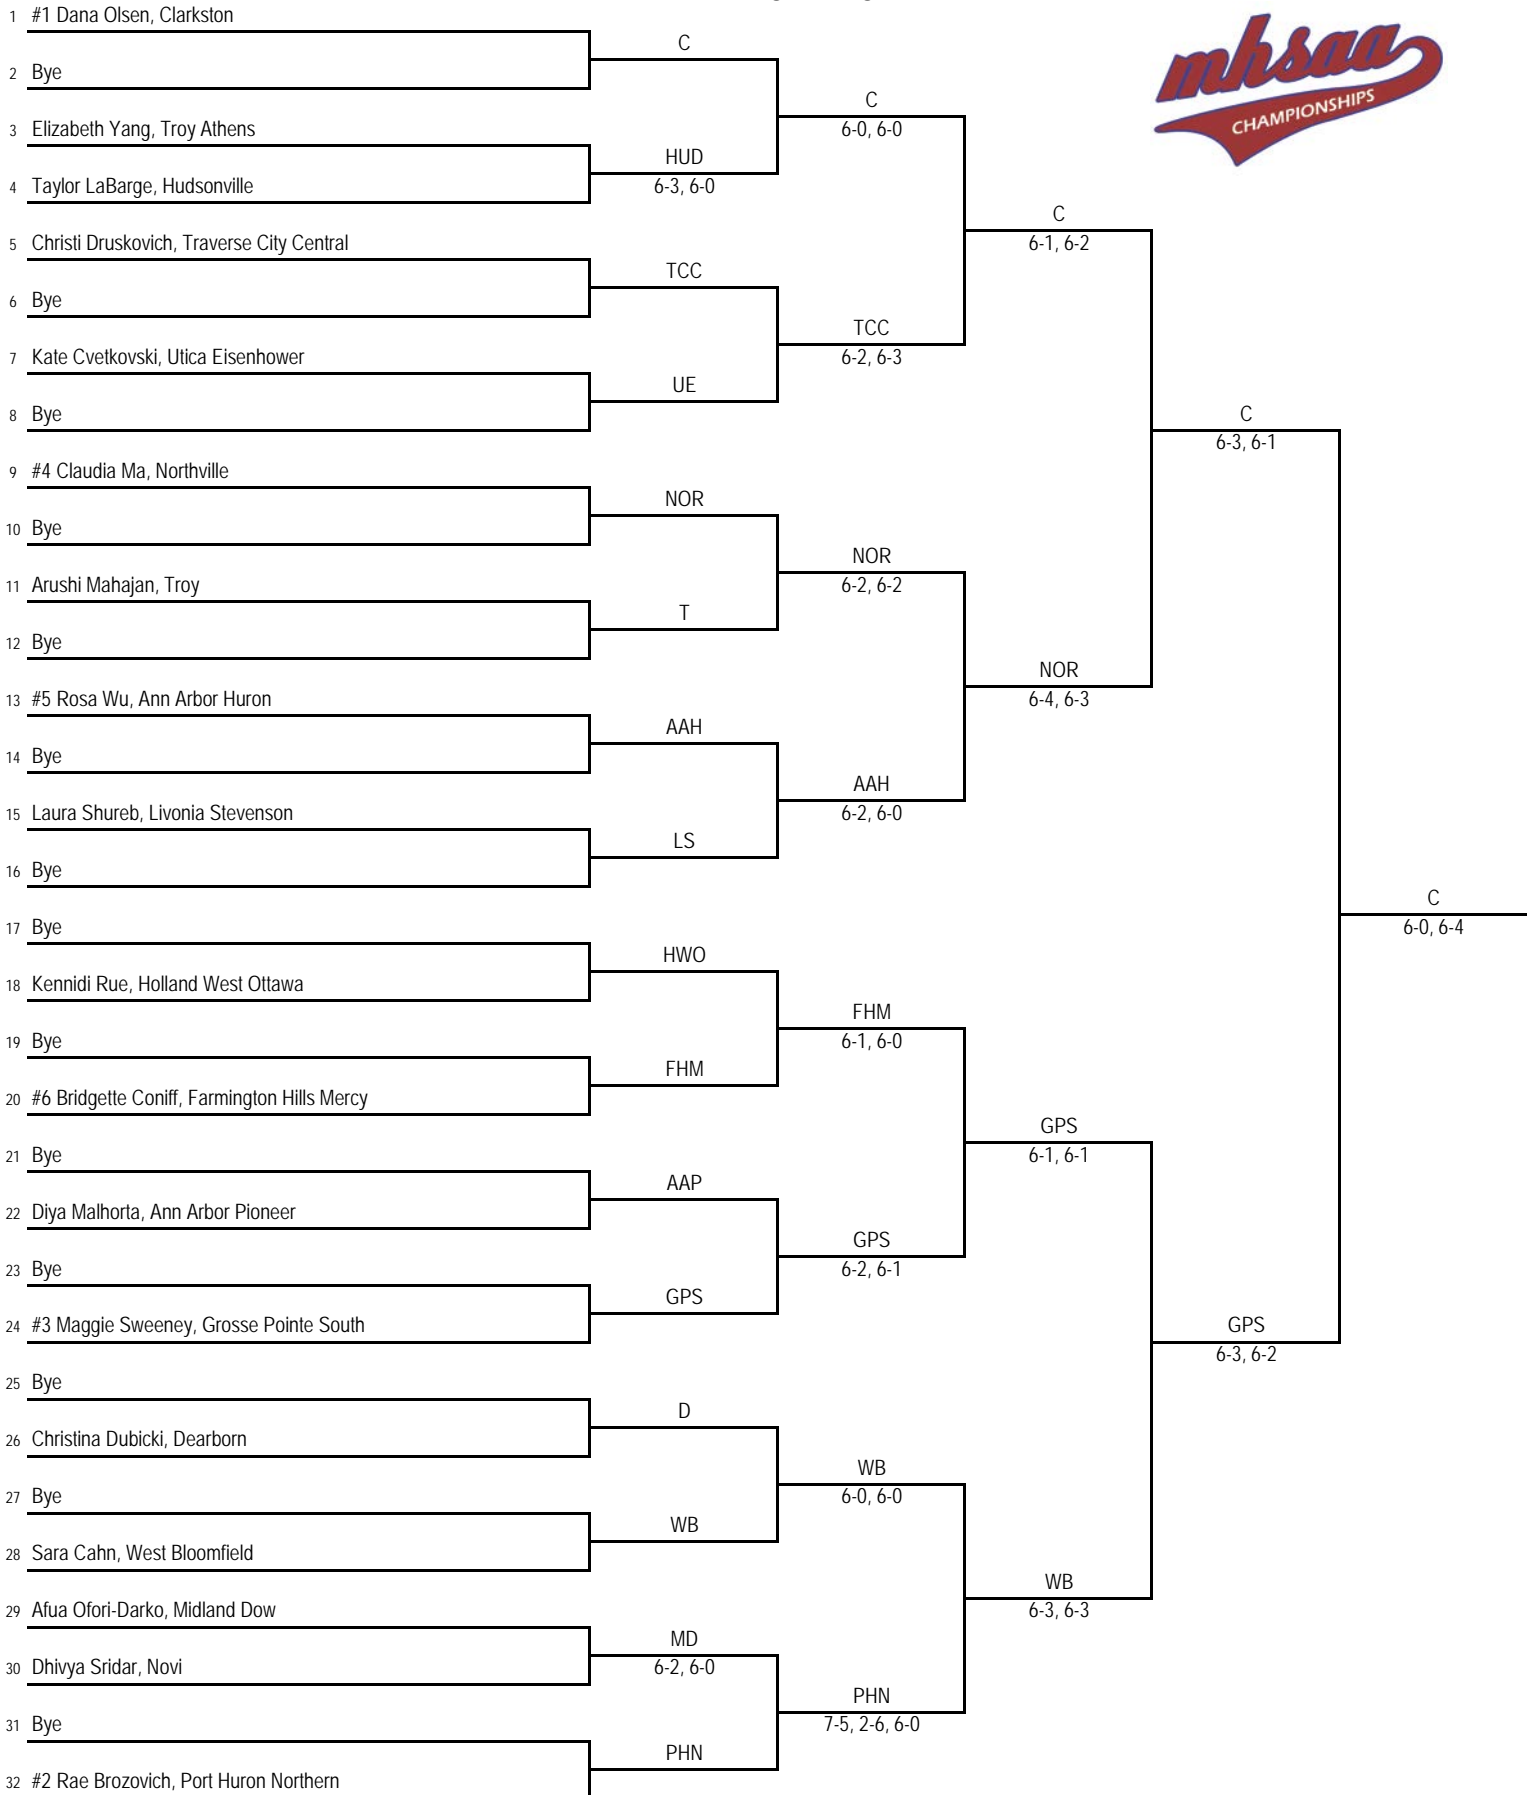 1 #1 Dana Olsen, Clarkston
C
2 Bye
C
6-0, 6-0
3 Elizabeth Yang, Troy Athens
HUD
6-3, 6-0
4 Taylor LaBarge, Hudsonville
C
6-1, 6-2
5 Christi Druskovich, Traverse City Central
TCC
6 Bye
TCC
6-2, 6-3
7 Kate Cvetkovski, Utica Eisenhower
UE
8 Bye
C
6-3, 6-1
9 #4 Claudia Ma, Northville
NOR
10 Bye
NOR
6-2, 6-2
11 Arushi Mahajan, Troy
T
12 Bye
NOR
6-4, 6-3
13 #5 Rosa Wu, Ann Arbor Huron
AAH
14 Bye
AAH
6-2, 6-0
15 Laura Shureb, Livonia Stevenson
LS
16 Bye
C
6-0, 6-4
17 Bye
HWO
18 Kennidi Rue, Holland West Ottawa
FHM
6-1, 6-0
19 Bye
FHM
20 #6 Bridgette Coniff, Farmington Hills Mercy
GPS
6-1, 6-1
21 Bye
AAP
22 Diya Malhorta, Ann Arbor Pioneer
GPS
6-2, 6-1
23 Bye
GPS
24 #3 Maggie Sweeney, Grosse Pointe South
GPS
6-3, 6-2
25 Bye
D
26 Christina Dubicki, Dearborn
WB
6-0, 6-0
27 Bye
WB
28 Sara Cahn, West Bloomfield
WB
6-3, 6-3
29 Afua Ofori-Darko, Midland Dow
MD
6-2, 6-0
30 Dhivya Sridar, Novi
PHN
7-5, 2-6, 6-0
31 Bye
PHN
32 #2 Rae Brozovich, Port Huron Northern
mhsaa
CHAMPIONSHIPS